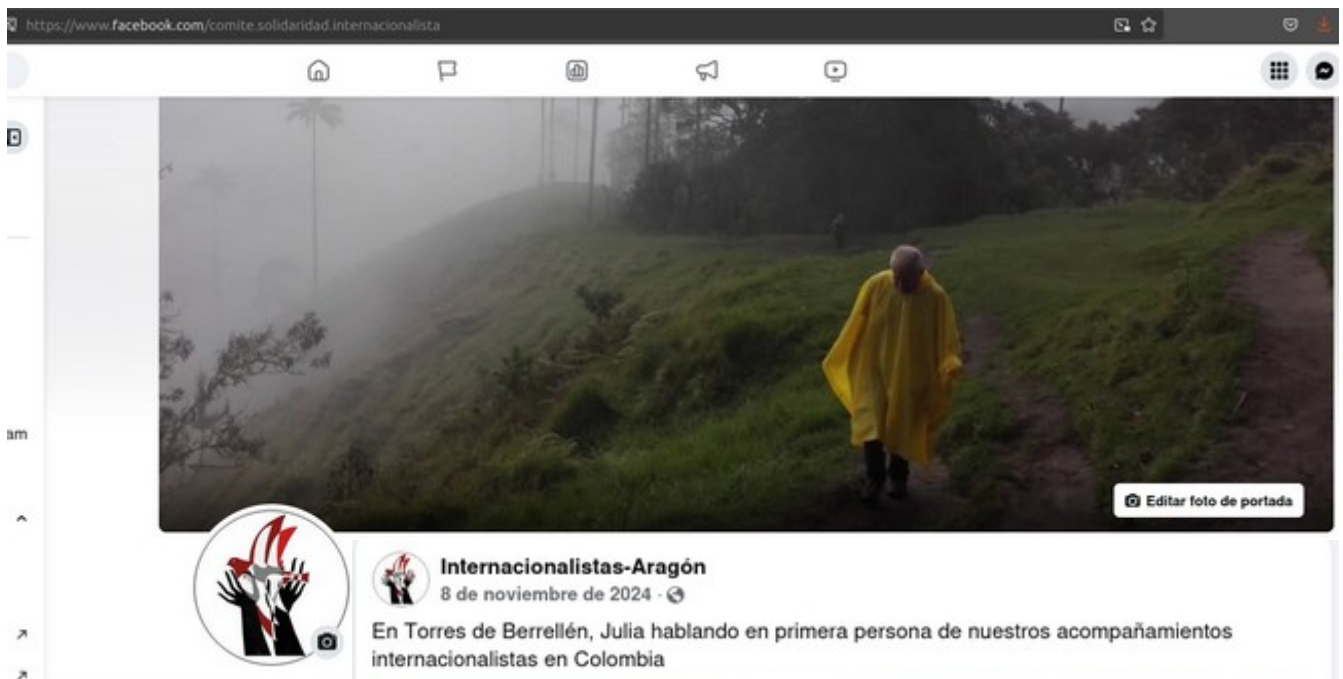 https://www.facebook.com/comite.solidaridad.internacionalista
am
Editar foto de portada
Internacionalistas-Aragón
8 de noviembre de 2024 ·
En Torres de Berrellén, Julia hablando en primera persona de nuestros acompañamientos
internacionalistas en Colombia